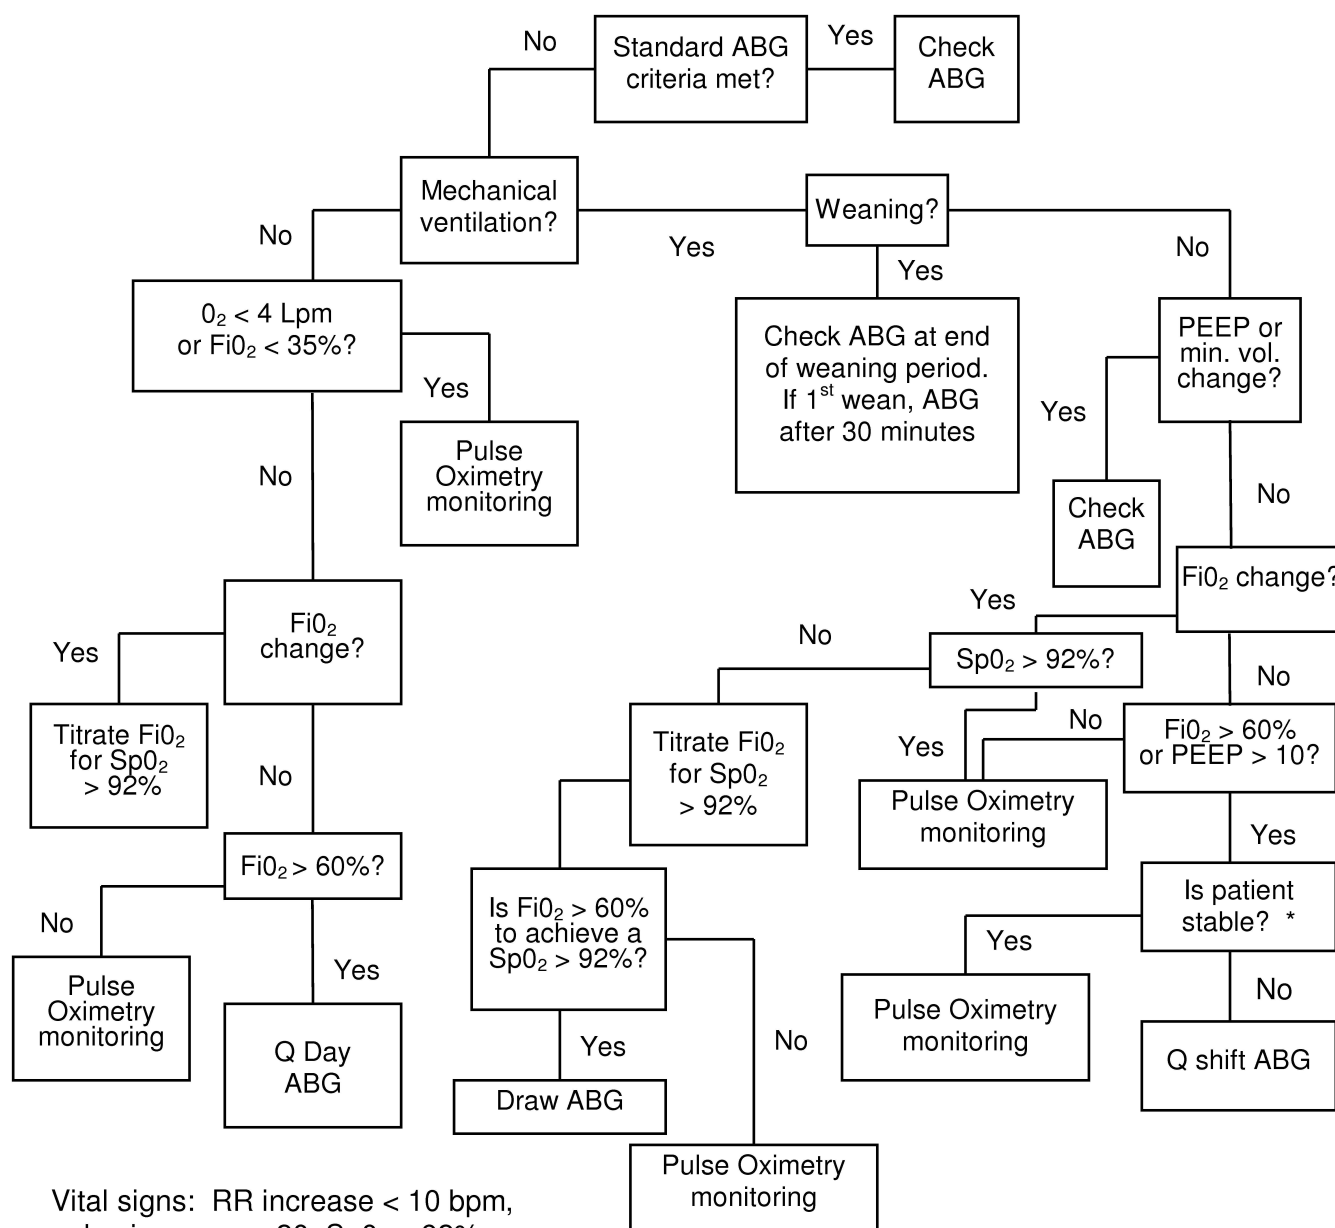 No
Standard ABG
criteria met?
Yes
Check
ABG
Mechanical
ventilation?
Weaning?
No
Yes
No
Yes
0₂ < 4 Lpm
or Fi0₂ < 35%?
Check ABG at end
of weaning period.
If 1ˢᵗ wean, ABG
after 30 minutes
PEEP or
min. vol.
change?
Yes
Yes
Pulse
Oximetry
monitoring
No
No
Check
ABG
Fi0₂ change?
Yes
Fi0₂
change?
No
Yes
Sp0₂ > 92%?
No
Titrate Fi0₂
for Sp0₂
> 92%
Titrate Fi0₂
for Sp0₂
> 92%
No
Fi0₂ > 60%
or PEEP > 10?
Yes
No
Pulse Oximetry
monitoring
Yes
Fi0₂ > 60%?
Is patient
stable? *
Is Fi0₂ > 60%
to achieve a
Sp0₂ > 92%?
No
Yes
Yes
Pulse
Oximetry
monitoring
No
Pulse Oximetry
monitoring
Q Day
ABG
Yes
No
Q shift ABG
Draw ABG
Pulse Oximetry
monitoring
Vital signs: RR increase < 10 bpm,